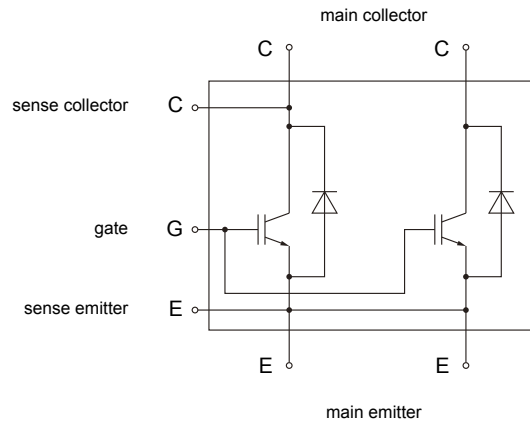 main collector
C C
sense collector C
gate G
sense emitter E
E E
main emitter